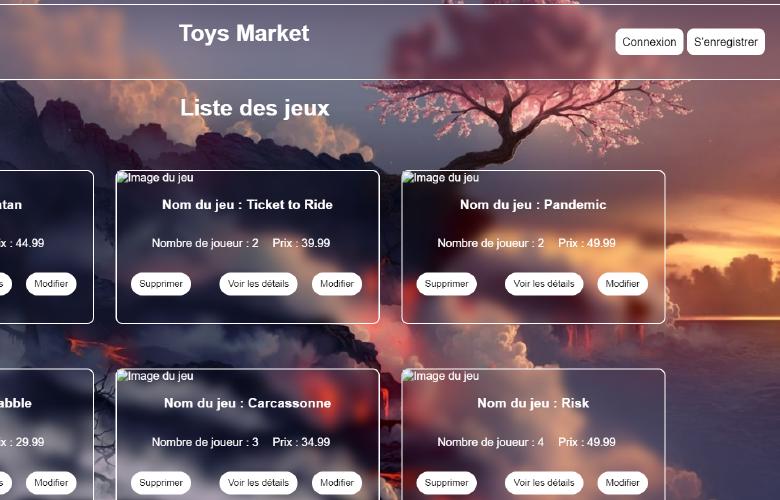 Toys Market
Connexion S'enregistrer
Liste des jeux
Image du jeu Image du jeu
Nom du jeu : Ticket to Ride Nom du jeu : Pandemic
: 44.99 Nombre de joueur : 2 Prix : 39.99 Nombre de joueur : 2 Prix : 49.99
Modifier Supprimer Voir les détails Modifier Supprimer Voir les détails Modifier
Image du jeu Image du jeu
Nom du jeu : Carcassonne Nom du jeu : Risk
: 29.99 Nombre de joueur : 3 Prix : 34.99 Nombre de joueur : 4 Prix : 49.99
Modifier Supprimer Voir les détails Modifier Supprimer Voir les détails Modifier